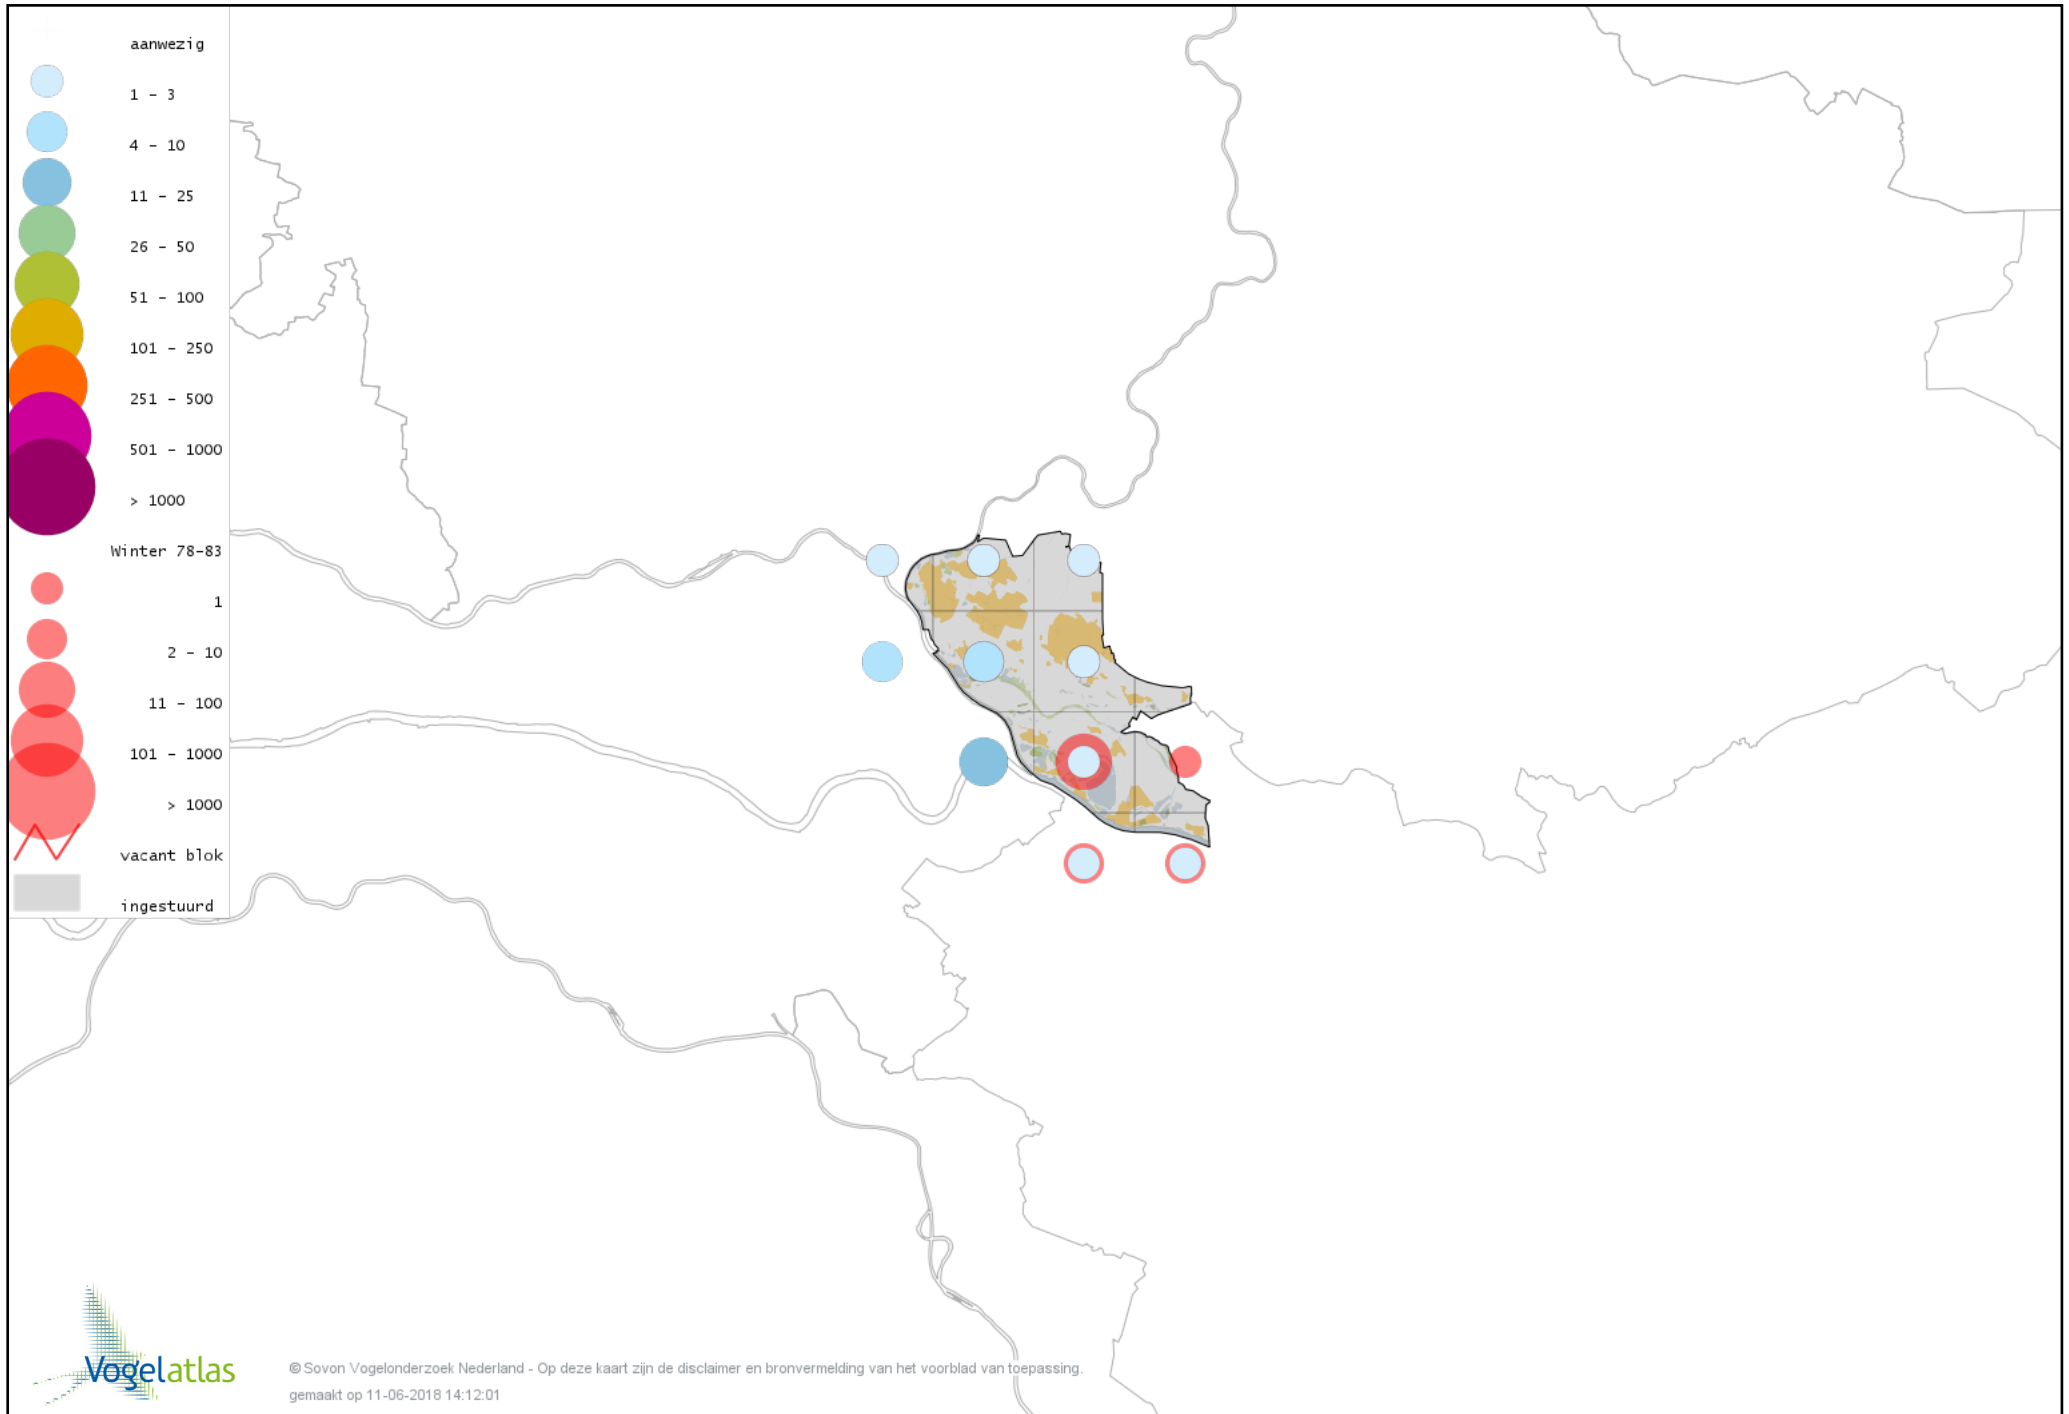 aanwezig
1 - 3
4 - 10
11 - 25
26 - 50
51 - 100
101 - 250
251 - 500
501 - 1000
> 1000
Winter 78-83
1
2 - 10
11 - 100
101 - 1000
> 1000
vacant blok
ingestuurd
Vogelatlas
© Sovon Vogelonderzoek Nederland - Op deze kaart zijn de disclaimer en bronvermelding van het voorblad van toepassing.
gemaakt op 11-06-2018 14:12:01